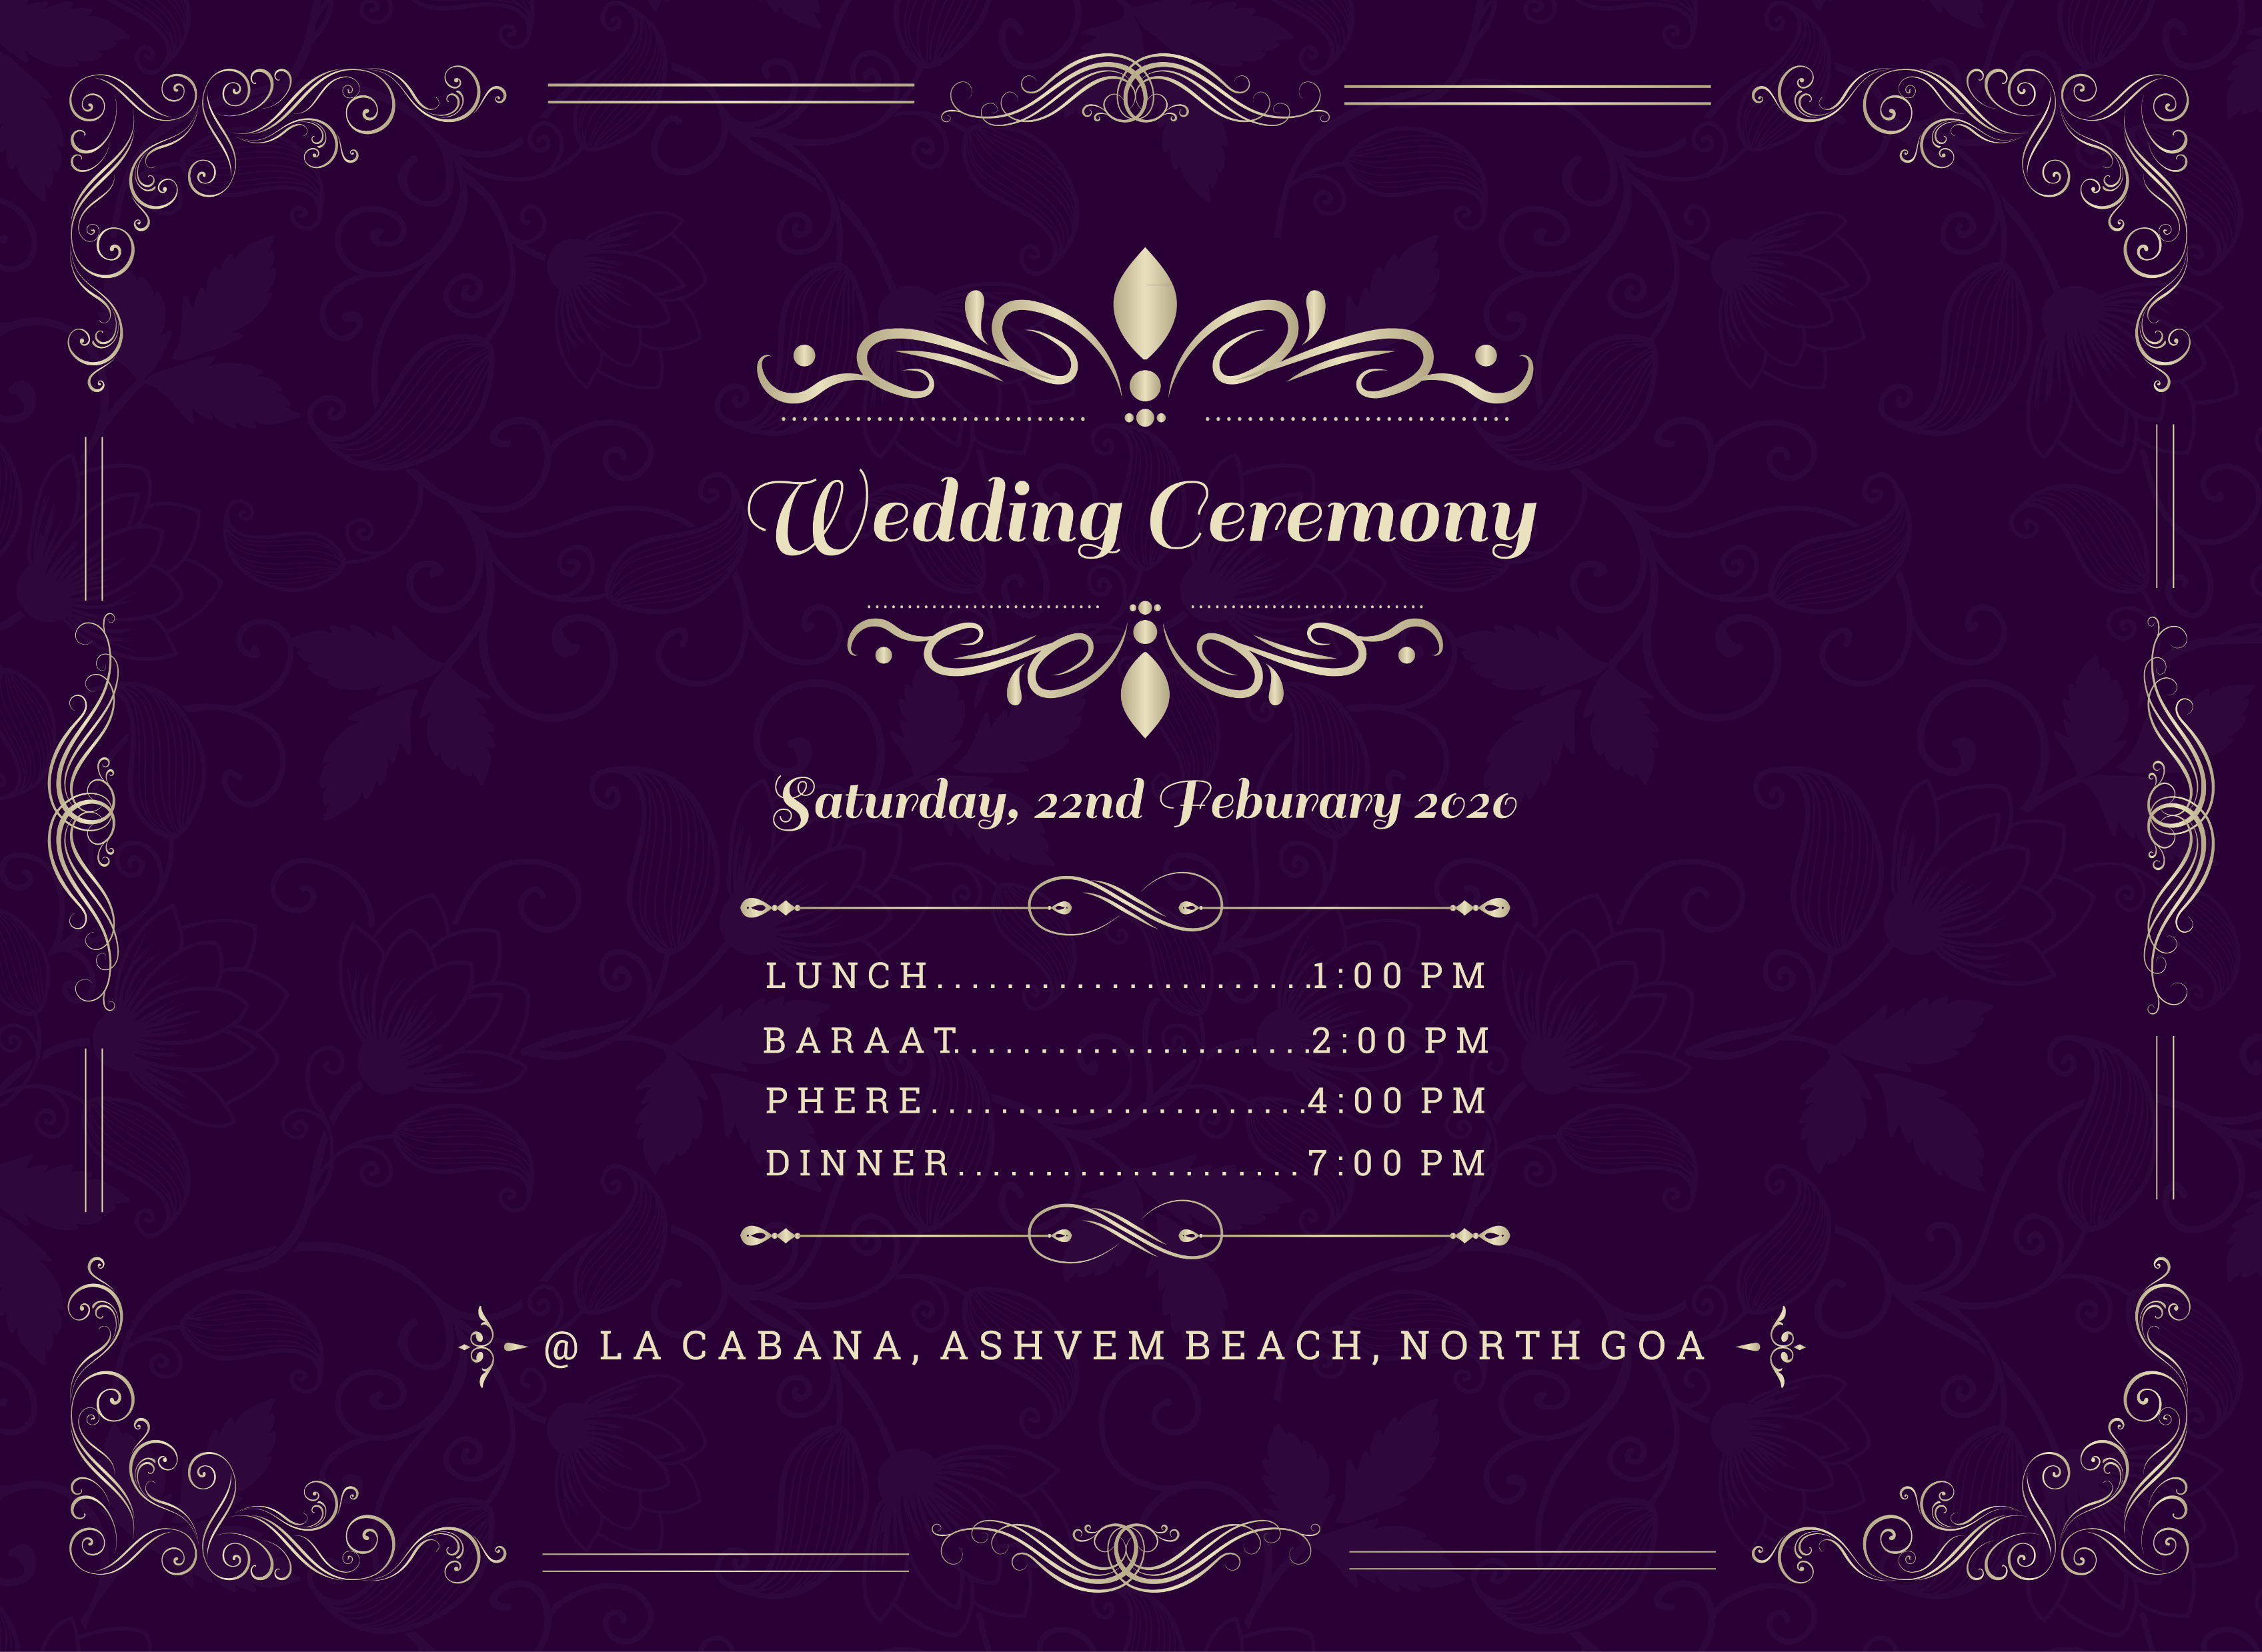 Wedding Ceremony
Saturday, 22nd Feburary 2020
LUNCH......................1:00 PM
BARAAT.....................2:00 PM
PHERE......................4:00 PM
DINNER....................7:00 PM
@ LA CABANA, ASHVEM BEACH, NORTH GOA